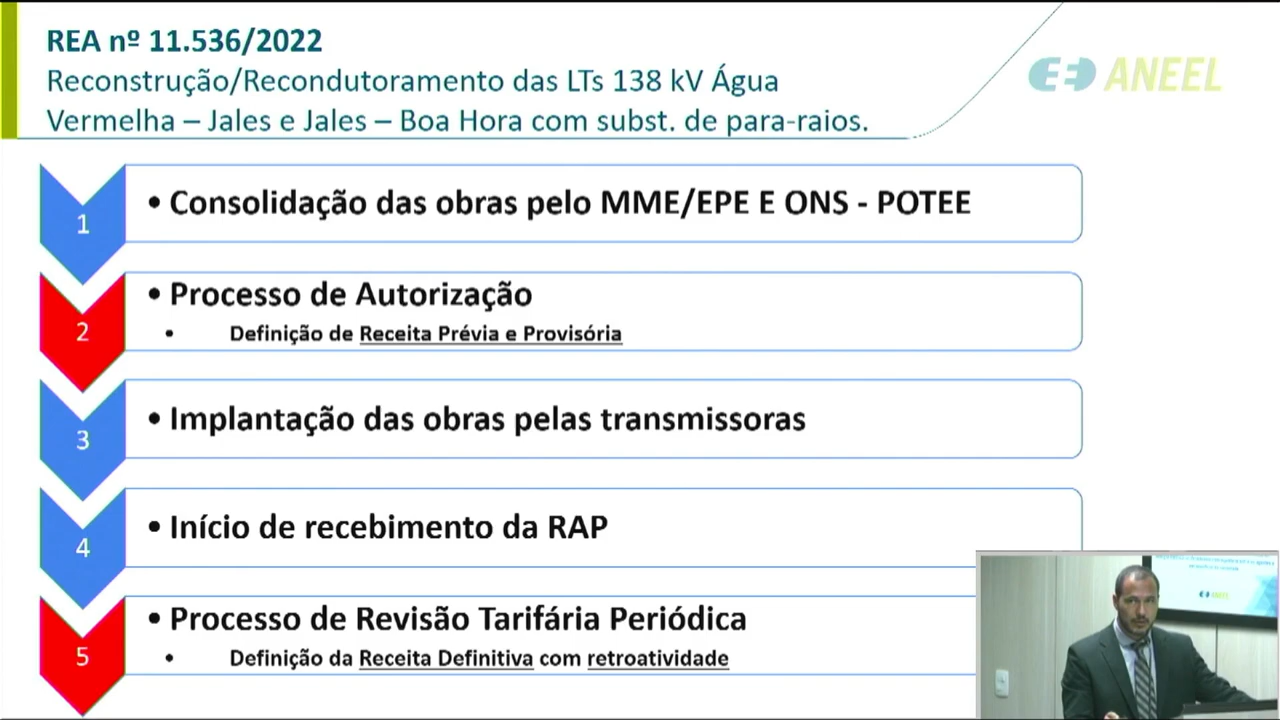 REA nº 11.536/2022
Reconstrução/Recondutoramento das LTs 138 kV Água
Vermelha – Jales e Jales – Boa Hora com subst. de para-raios.
ANEEL
1
• Consolidação das obras pelo MME/EPE E ONS - POTEE
2
• Processo de Autorização
• Definição de Receita Prévia e Provisória
3
• Implantação das obras pelas transmissoras
4
• Início de recebimento da RAP
5
• Processo de Revisão Tarifária Periódica
• Definição da Receita Definitiva com retroatividade
ANEEL